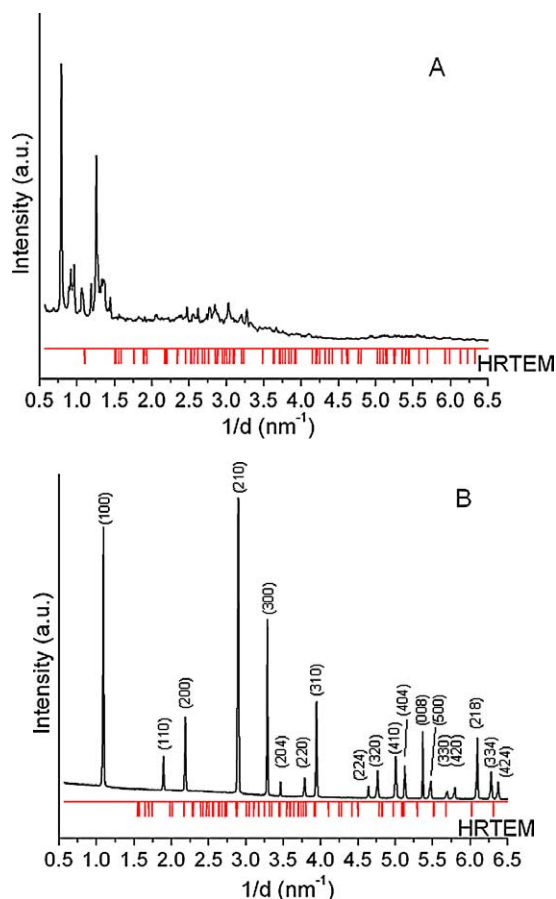 A
Intensity (a.u.)
HRTEM
0.5 1.0 1.5 2.0 2.5 3.0 3.5 4.0 4.5 5.0 5.5 6.0 6.5
1/d (nm⁻¹)
B
Intensity (a.u.)
(100)
(110)
(200)
(210)
(300)
(204)
(220)
(310)
(224)
(320)
(410)
(404)
(008)
(500)
(330)
(420)
(218)
(334)
(424)
HRTEM
0.5 1.0 1.5 2.0 2.5 3.0 3.5 4.0 4.5 5.0 5.5 6.0 6.5
1/d (nm⁻¹)